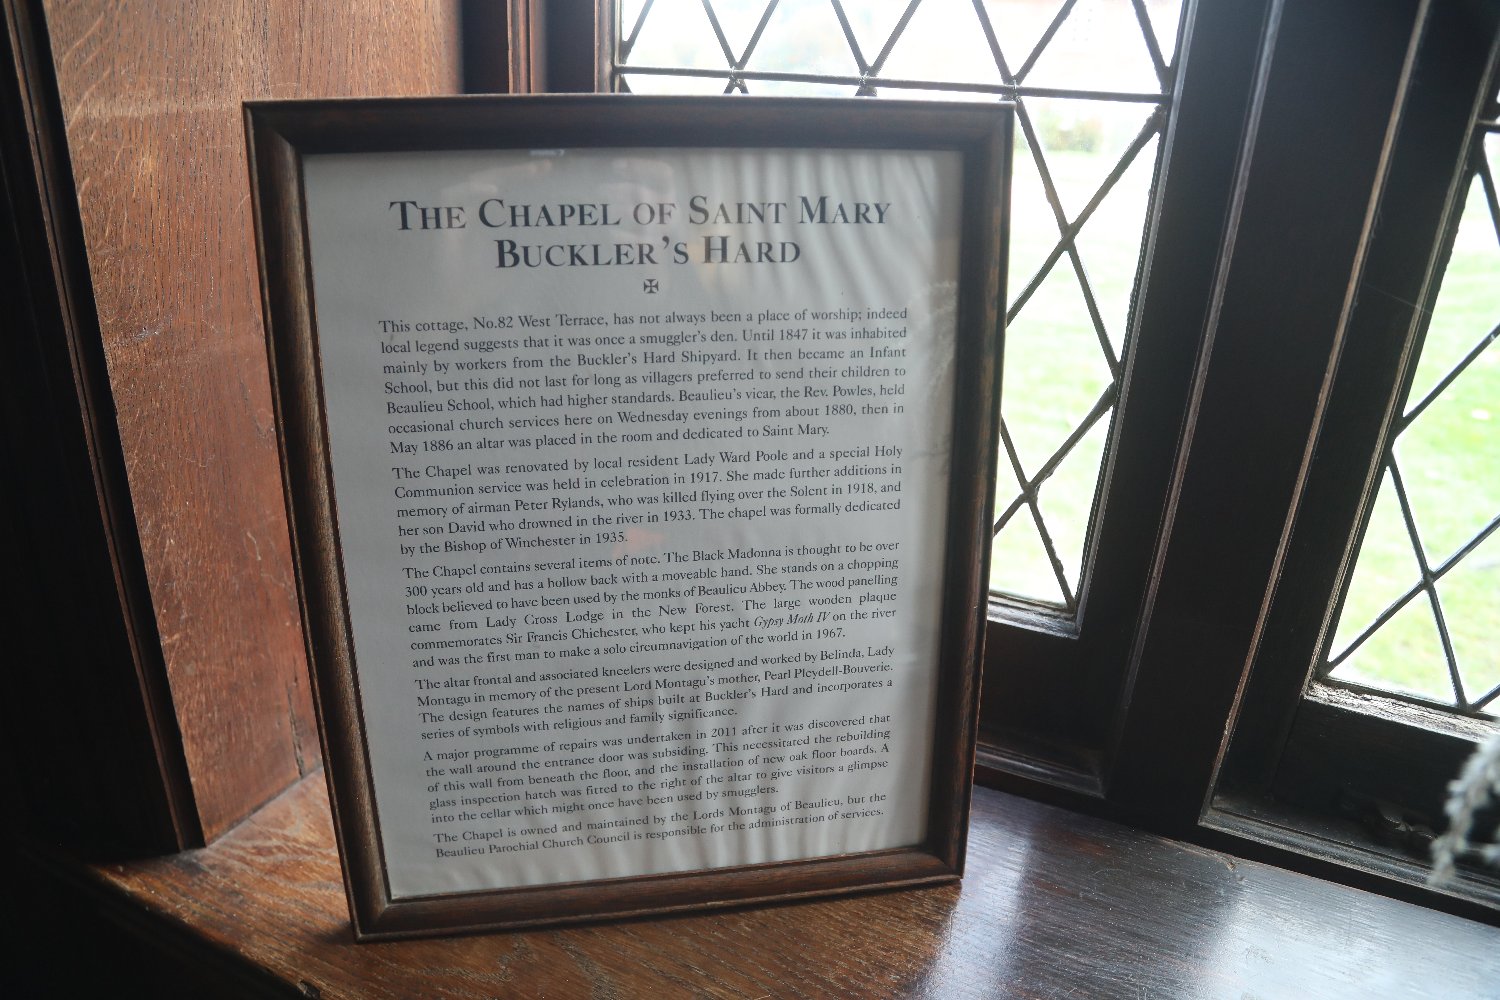 THE CHAPEL OF SAINT MARY
BUCKLER'S HARD
✠
This cottage, No.82 West Terrace, has not always been a place of worship; indeed
local legend suggests that it was once a smuggler's den. Until 1847 it was inhabited
mainly by workers from the Buckler's Hard Shipyard. It then became an Infant
School, but this did not last for long as villagers preferred to send their children to
Beaulieu School, which had higher standards. Beaulieu's vicar, the Rev. Powles, held
occasional church services here on Wednesday evenings from about 1880, then in
May 1886 an altar was placed in the room and dedicated to Saint Mary.
The Chapel was renovated by local resident Lady Ward Poole and a special Holy
Communion service was held in celebration in 1917. She made further additions in
memory of airman Peter Rylands, who was killed flying over the Solent in 1918, and
her son David who drowned in the river in 1933. The chapel was formally dedicated
by the Bishop of Winchester in 1935.
The Chapel contains several items of note. The Black Madonna is thought to be over
300 years old and has a hollow back with a moveable hand. She stands on a chopping
block believed to have been used by the monks of Beaulieu Abbey. The wood panelling
came from Lady Cross Lodge in the New Forest. The large wooden plaque
commemorates Sir Francis Chichester, who kept his yacht Gypsy Moth IV on the river
and was the first man to make a solo circumnavigation of the world in 1967.
The altar frontal and associated kneelers were designed and worked by Belinda, Lady
Montagu in memory of the present Lord Montagu's mother, Pearl Pleydell-Bouverie.
The design features the names of ships built at Buckler's Hard and incorporates a
series of symbols with religious and family significance.
A major programme of repairs was undertaken in 2011 after it was discovered that
the wall around the entrance door was subsiding. This necessitated the rebuilding
of this wall from beneath the floor, and the installation of new oak floor boards. A
glass inspection hatch was fitted to the right of the altar to give visitors a glimpse
into the cellar which might once have been used by smugglers.
The Chapel is owned and maintained by the Lords Montagu of Beaulieu, but the
Beaulieu Parochial Church Council is responsible for the administration of services.